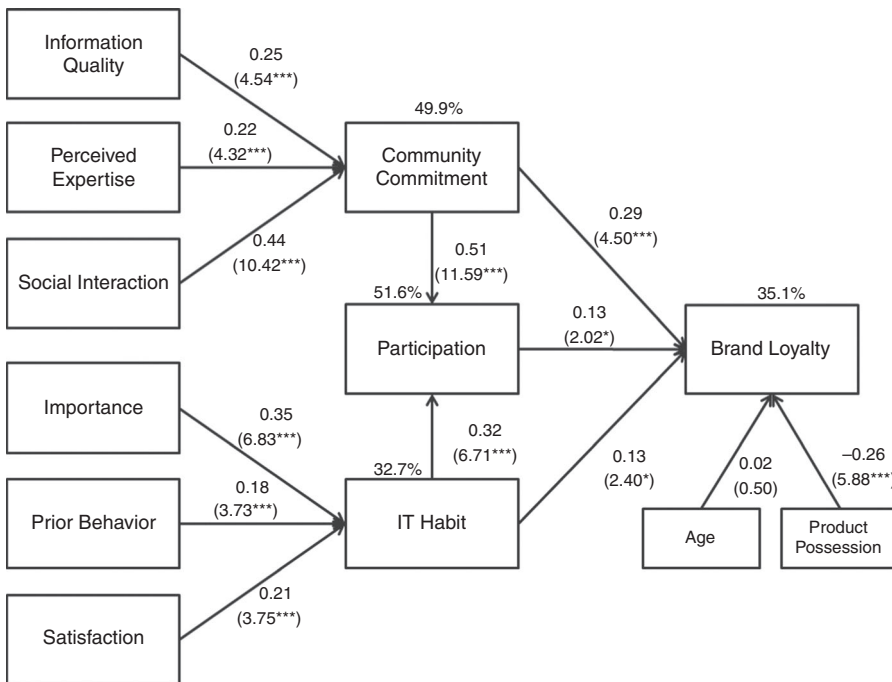 Information
Quality
0.25
(4.54***)
Perceived
Expertise
0.22
(4.32***)
Social Interaction
0.44
(10.42***)
49.9%
Community
Commitment
0.29
(4.50***)
0.51
(11.59***)
51.6%
Participation
0.13
(2.02*)
35.1%
Brand Loyalty
Importance
0.35
(6.83***)
0.32
(6.71***)
Prior Behavior
0.18
(3.73***)
32.7%
IT Habit
0.13
(2.40*)
Satisfaction
0.21
(3.75***)
0.02
(0.50)
–0.26
(5.88***)
Age
Product
Possession